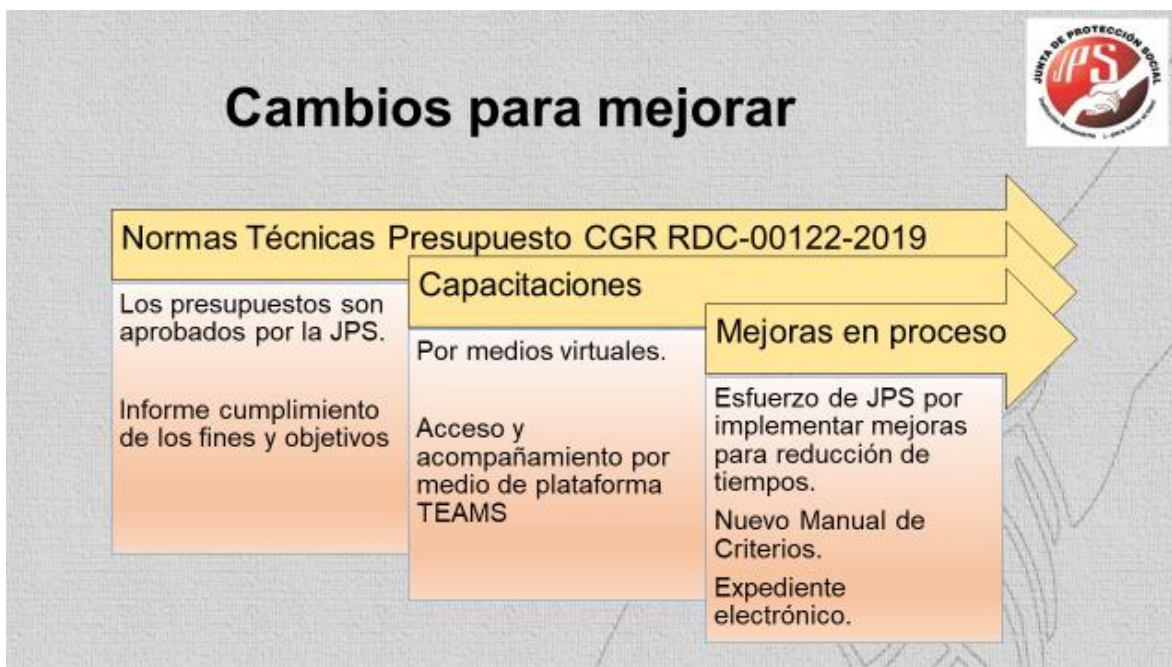 JUNTA DE PROTECCIÓN SOCIAL
JPS
Cambios para mejorar
Normas Técnicas Presupuesto CGR RDC-00122-2019
Los presupuestos son
aprobados por la JPS.
Informe cumplimiento
de los fines y objetivos
Capacitaciones
Por medios virtuales.
Acceso y
acompañamiento por
medio de plataforma
TEAMS
Mejoras en proceso
Esfuerzo de JPS por
implementar mejoras
para reducción de
tiempos.
Nuevo Manual de
Criterios.
Expediente
electrónico.